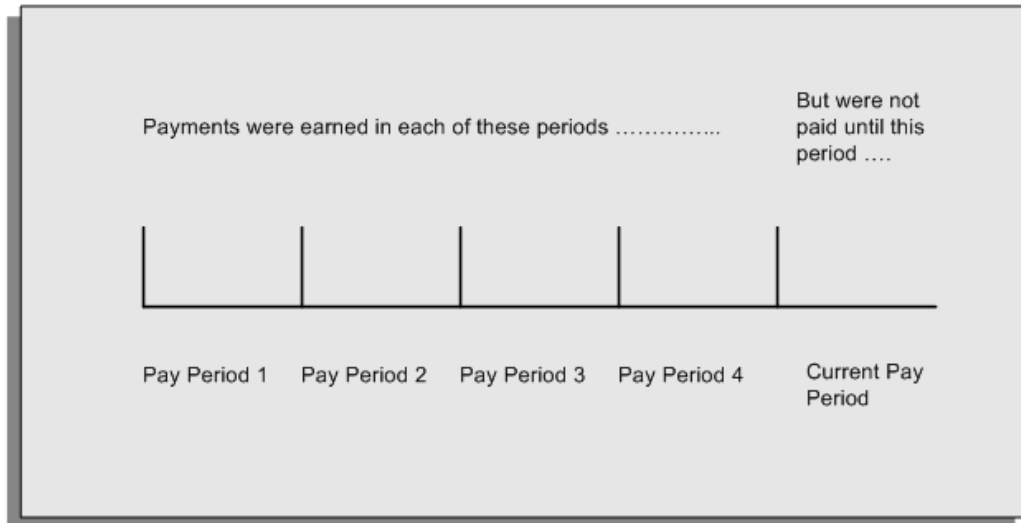 Payments were earned in each of these periods …………...
But were not
paid until this
period ….
Pay Period 1
Pay Period 2
Pay Period 3
Pay Period 4
Current Pay
Period